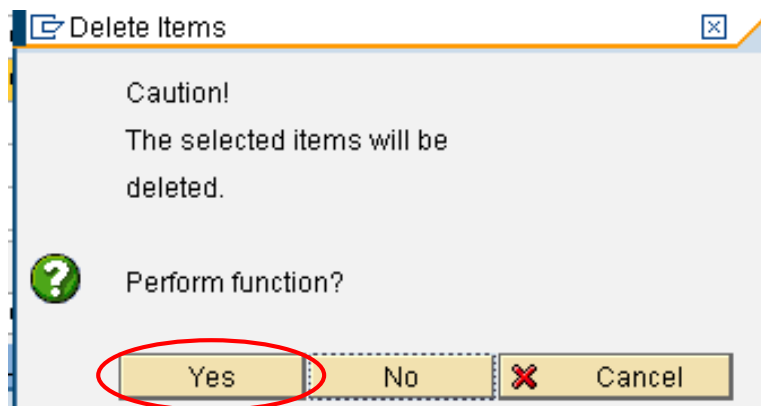 Delete Items
Caution!
The selected items will be
deleted.
Perform function?
Yes No Cancel